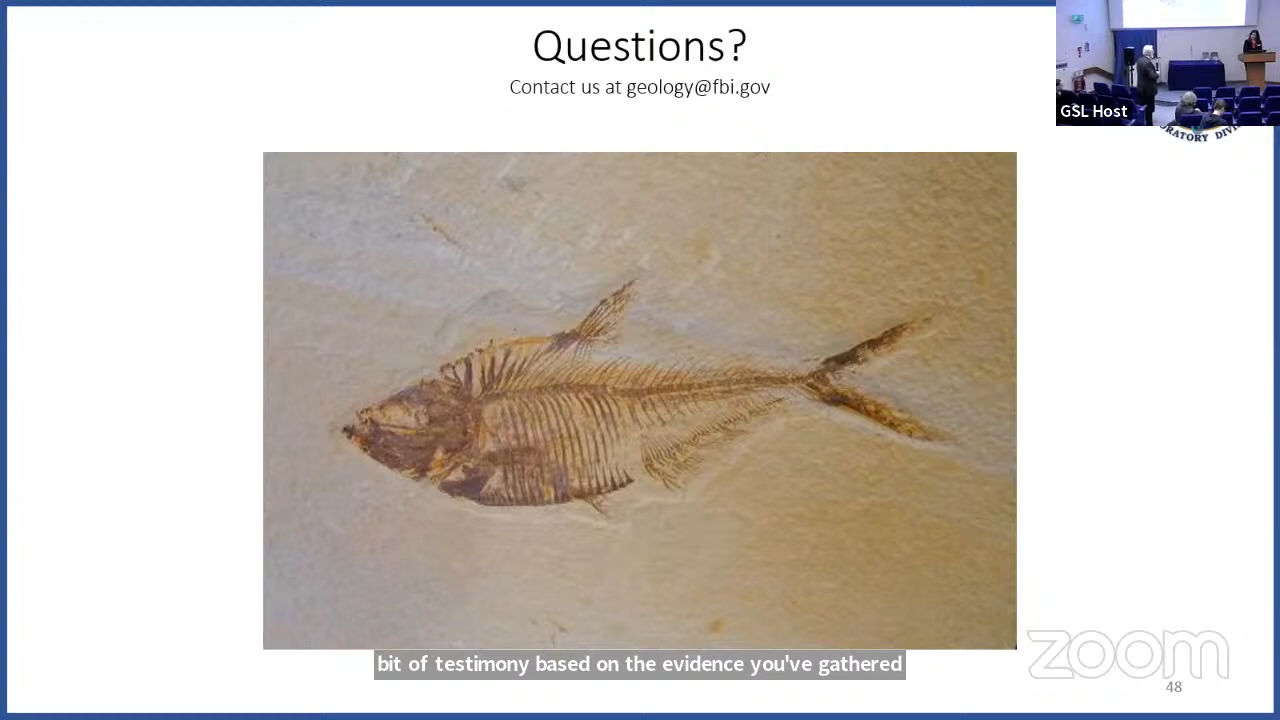 Questions?
Contact us at geology@fbi.gov
GSL Host
bit of testimony based on the evidence you've gathered
zoom
48